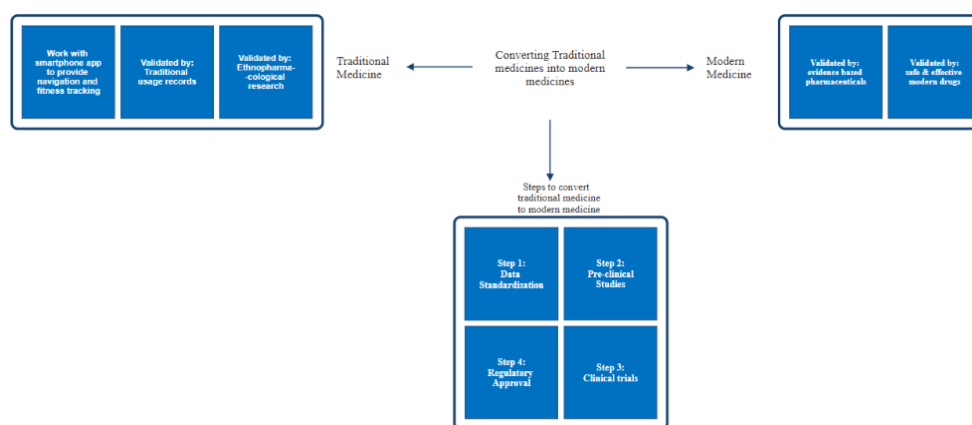 Work with
smartphone app
to provide
navigation and
fitness tracking
Validated by:
Traditional
usage records
Validated by:
Ethnopharma-
-cological
research
Traditional
Medicine
Converting Traditional
medicines into modern
medicines
Modern
Medicine
Validated by:
evidence based
pharmaceuticals
Validated by:
safe & effective
modern drugs
Steps to convert
traditional medicine
to modern medicine
Step 1:
Data
Standardisation
Step 2:
Pre-clinical
Studies
Step 4:
Regulatory
Approval
Step 3:
Clinical trials